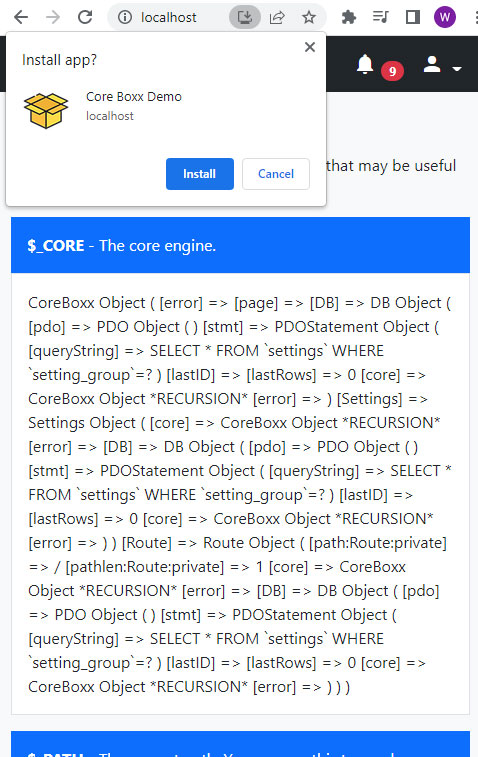 localhost
W
Install app?
Core Boxx Demo
localhost
Install Cancel
9
that may be useful
$_CORE - The core engine.
CoreBoxx Object ( [error] => [page] => [DB] => DB Object (
[pdo] => PDO Object ( ) [stmt] => PDOStatement Object (
[queryString] => SELECT * FROM `settings` WHERE
`setting_group`=? ) [lastID] => [lastRows] => 0 [core] =>
CoreBoxx Object *RECURSION* [error] => ) [Settings] =>
Settings Object ( [core] => CoreBoxx Object *RECURSION*
[error] => [DB] => DB Object ( [pdo] => PDO Object ( )
[stmt] => PDOStatement Object ( [queryString] => SELECT *
FROM `settings` WHERE `setting_group`=? ) [lastID] =>
[lastRows] => 0 [core] => CoreBoxx Object *RECURSION*
[error] => ) ) [Route] => Route Object ( [path:Route:private]
=> / [pathlen:Route:private] => 1 [core] => CoreBoxx
Object *RECURSION* [error] => [DB] => DB Object ( [pdo]
=> PDO Object ( ) [stmt] => PDOStatement Object (
[queryString] => SELECT * FROM `settings` WHERE
`setting_group`=? ) [lastID] => [lastRows] => 0 [core] =>
CoreBoxx Object *RECURSION* [error] => ) ) )